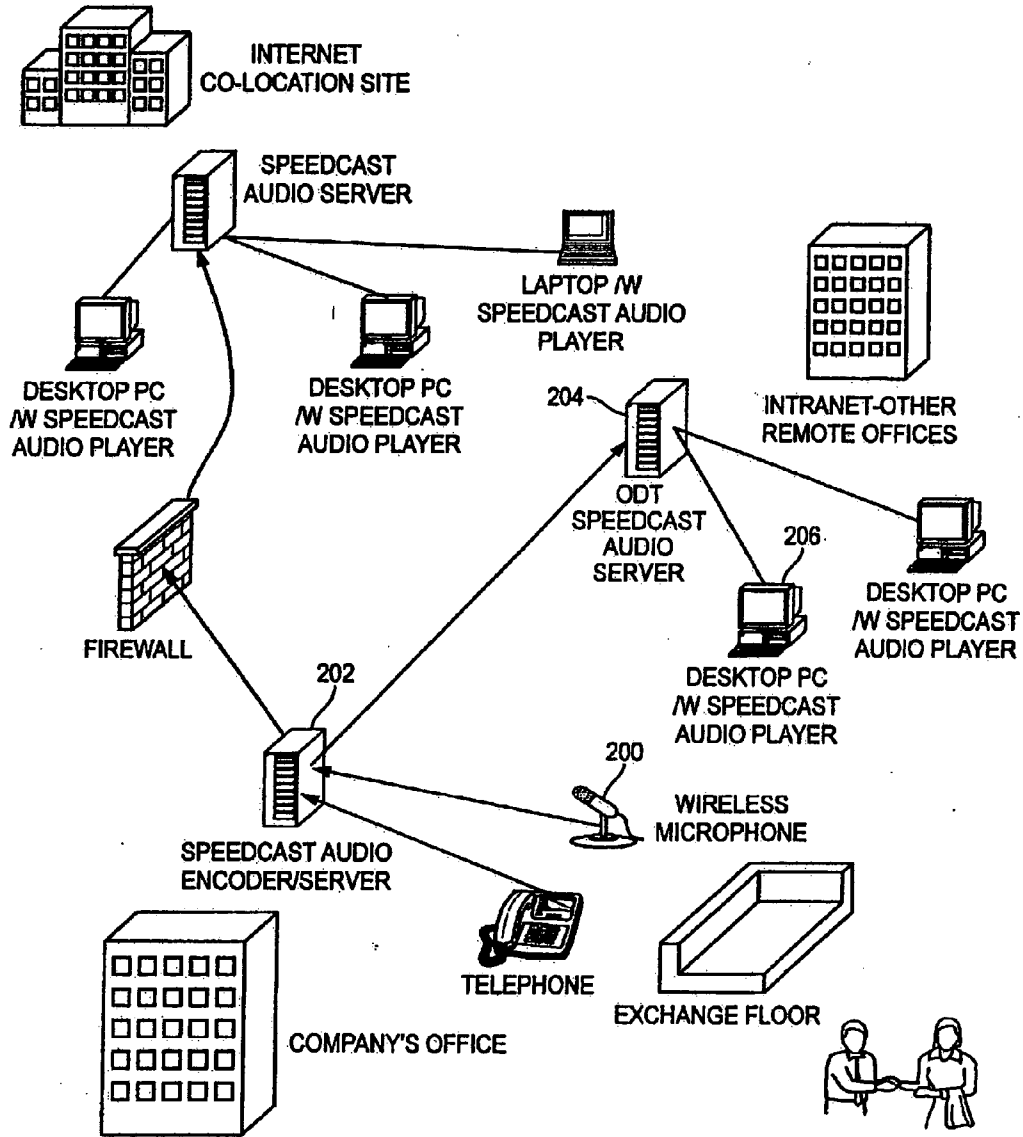 INTERNET
CO-LOCATION SITE
SPEEDCAST
AUDIO SERVER
LAPTOP /W
SPEEDCAST AUDIO
PLAYER
DESKTOP PC
/W SPEEDCAST
AUDIO PLAYER
DESKTOP PC
/W SPEEDCAST
AUDIO PLAYER
204
INTRANET-OTHER
REMOTE OFFICES
ODT
SPEEDCAST
AUDIO
SERVER
206
DESKTOP PC
/W SPEEDCAST
AUDIO PLAYER
FIREWALL
DESKTOP PC
/W SPEEDCAST
AUDIO PLAYER
202
200
WIRELESS
MICROPHONE
SPEEDCAST AUDIO
ENCODER/SERVER
TELEPHONE
EXCHANGE FLOOR
COMPANY'S OFFICE